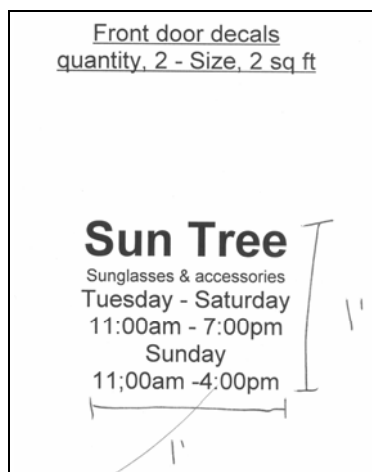 Front door decals
quantity, 2 - Size, 2 sq ft
Sun Tree
Sunglasses & accessories
Tuesday - Saturday
11:00am - 7:00pm
Sunday
11;00am -4:00pm
1'
1'